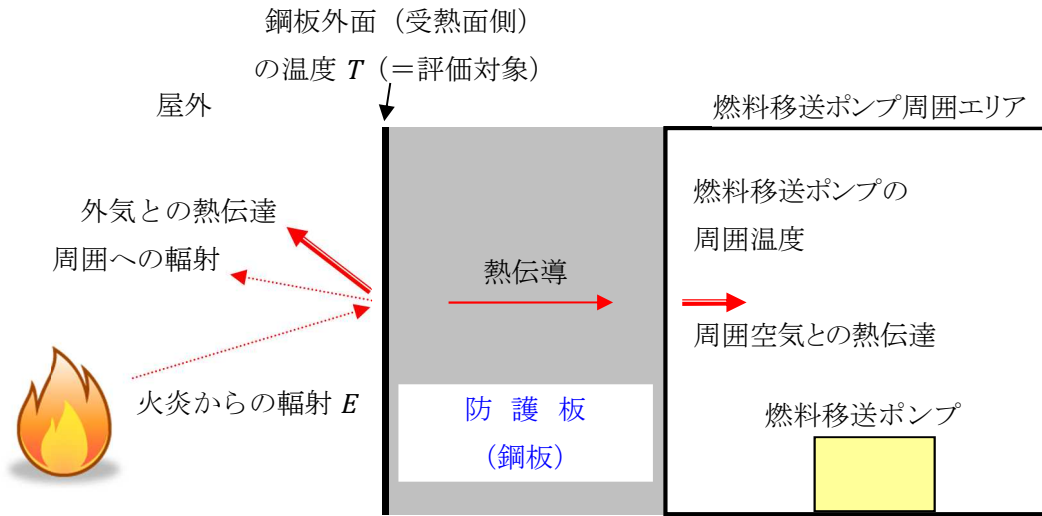 鋼板外面（受熱面側）
の温度 T（＝評価対象）
屋外
燃料移送ポンプ周囲エリア
外気との熱伝達
周囲への輻射
熱伝導
燃料移送ポンプの
周囲温度
周囲空気との熱伝達
火炎からの輻射 E
防 護 板
（鋼板）
燃料移送ポンプ